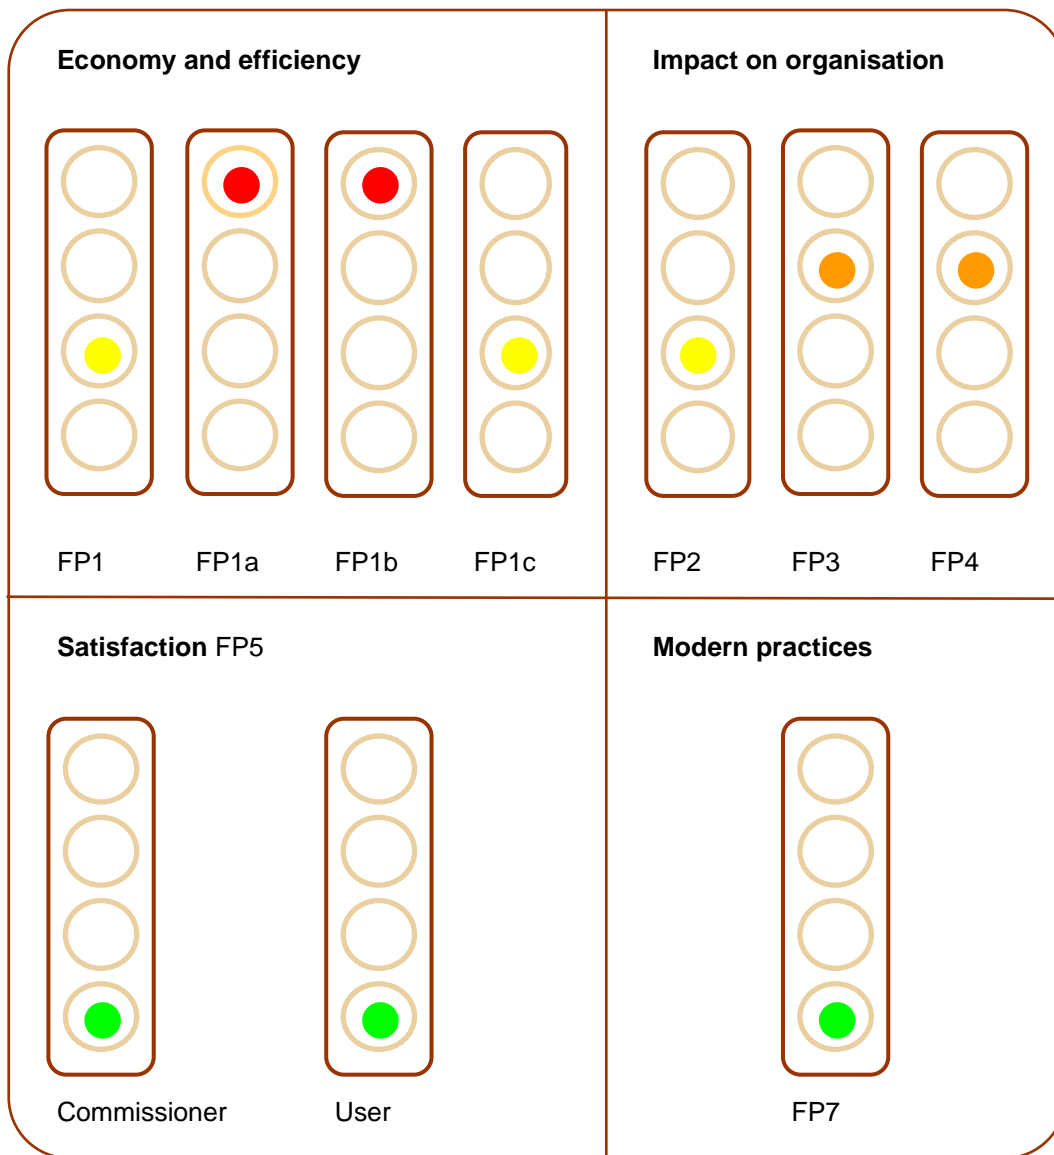 Economy and efficiency
Impact on organisation
FP1 FP1a FP1b FP1c
FP2 FP3 FP4
Satisfaction FP5
Modern practices
Commissioner User
FP7